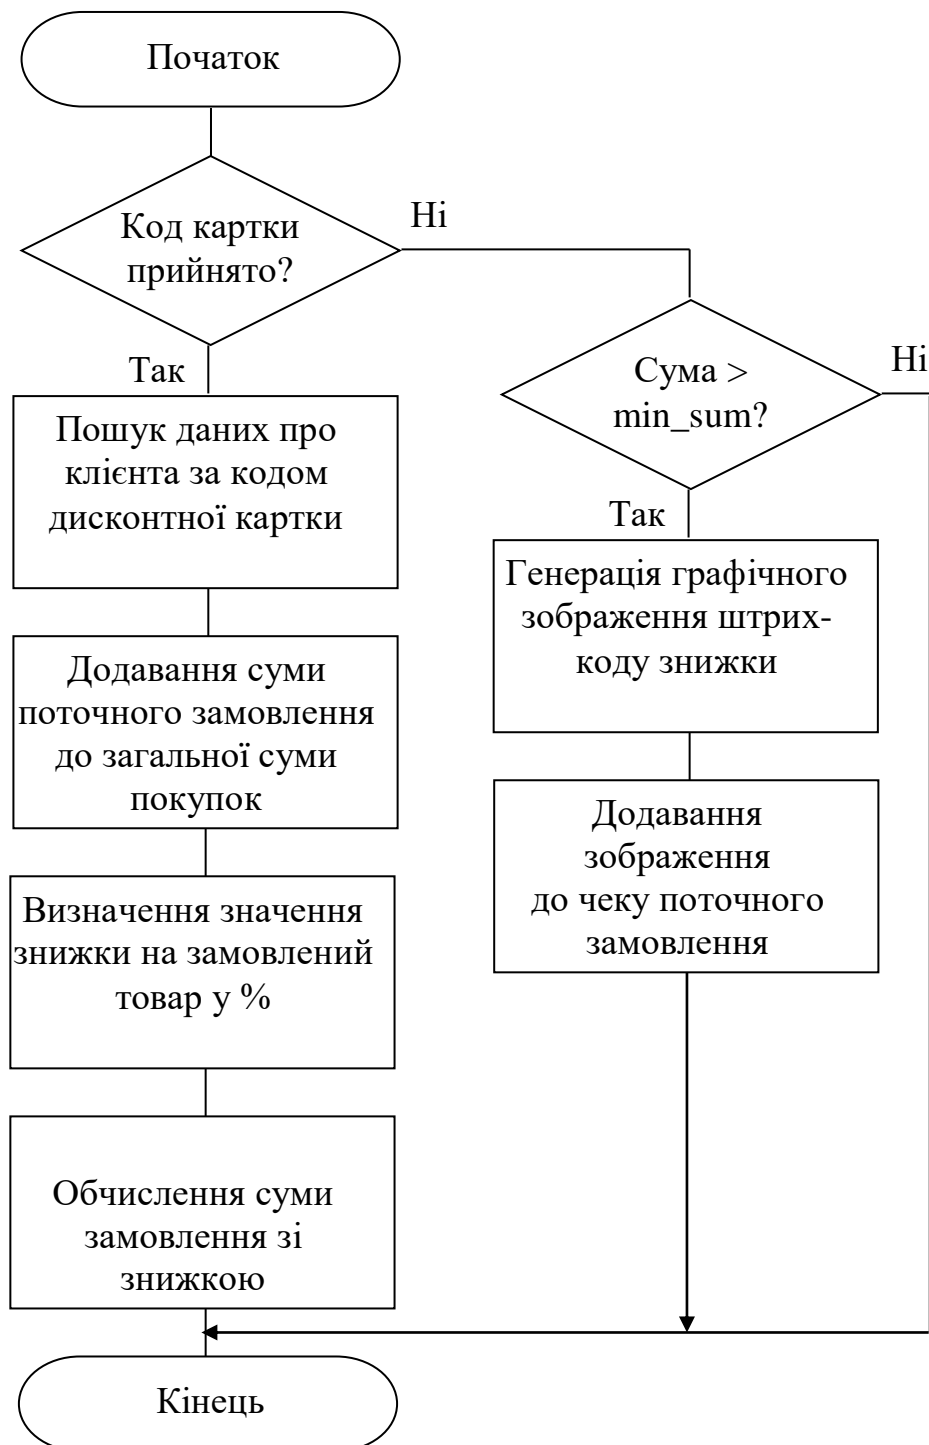 Початок
Код картки
прийнято?
Ні
Так
Пошук даних про
клієнта за кодом
дисконтної картки
Додавання суми
поточного замовлення
до загальної суми
покупок
Визначення значення
знижки на замовлений
товар у %
Обчислення суми
замовлення зі
знижкою
Сума >
min_sum?
Ні
Так
Генерація графічного
зображення штрих-
коду знижки
Додавання
зображення
до чеку поточного
замовлення
Кінець